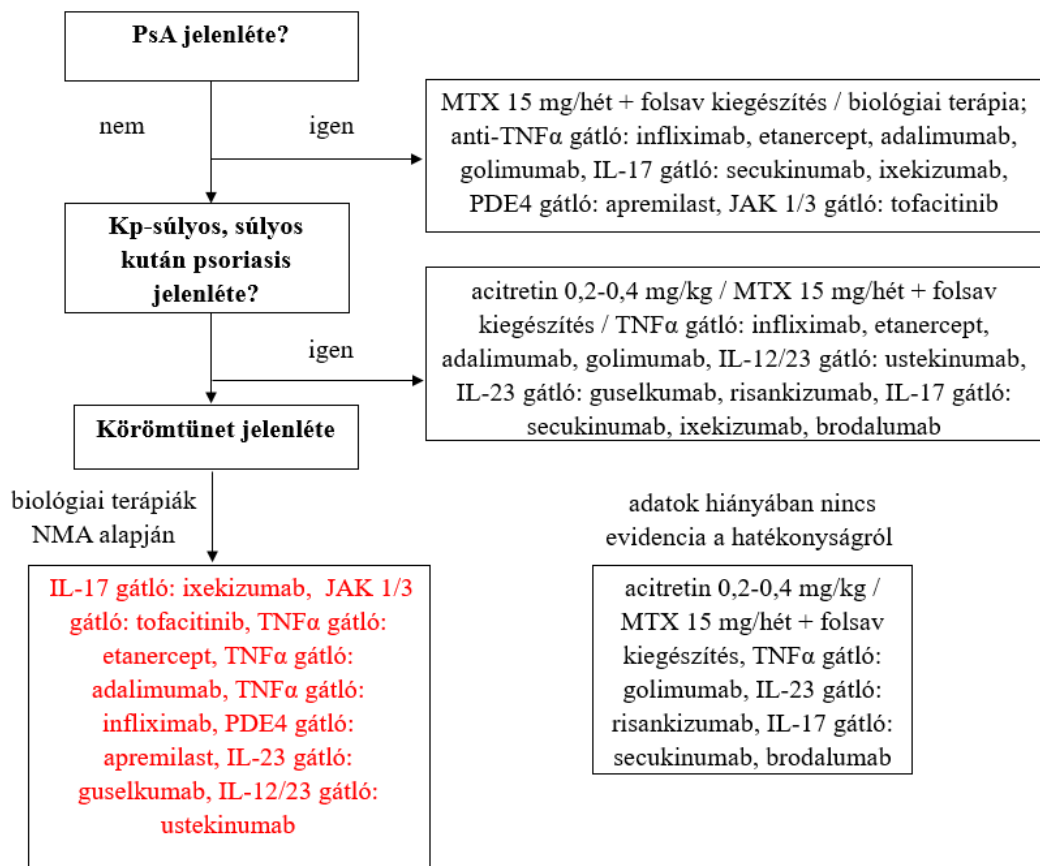 PsA jelenléte?
nem
igen
MTX 15 mg/hét + folsav kiegészítés / biológiai terápia;
anti-TNFα gátló: infliximab, etanercept, adalimumab,
golimumab, IL-17 gátló: secukinumab, ixekizumab,
PDE4 gátló: apremilast, JAK 1/3 gátló: tofacitinib
Kp-súlyos, súlyos
kután psoriasis
jelenléte?
igen
acitretin 0,2-0,4 mg/kg / MTX 15 mg/hét + folsav
kiegészítés / TNFα gátló: infliximab, etanercept,
adalimumab, golimumab, IL-12/23 gátló: ustekinumab,
IL-23 gátló: guselkumab, risankizumab, IL-17 gátló:
secukinumab, ixekizumab, brodalumab
Körömtünet jelenléte
biológiai terápiák
NMA alapján
IL-17 gátló: ixekizumab, JAK 1/3
gátló: tofacitinib, TNFα gátló:
etanercept, TNFα gátló:
adalimumab, TNFα gátló:
infliximab, PDE4 gátló:
apremilast, IL-23 gátló:
guselkumab, IL-12/23 gátló:
ustekinumab
adatok hiányában nincs
evidencia a hatékonyságról
acitretin 0,2-0,4 mg/kg /
MTX 15 mg/hét + folsav
kiegészítés, TNFα gátló:
golimumab, IL-23 gátló:
risankizumab, IL-17 gátló:
secukinumab, brodalumab